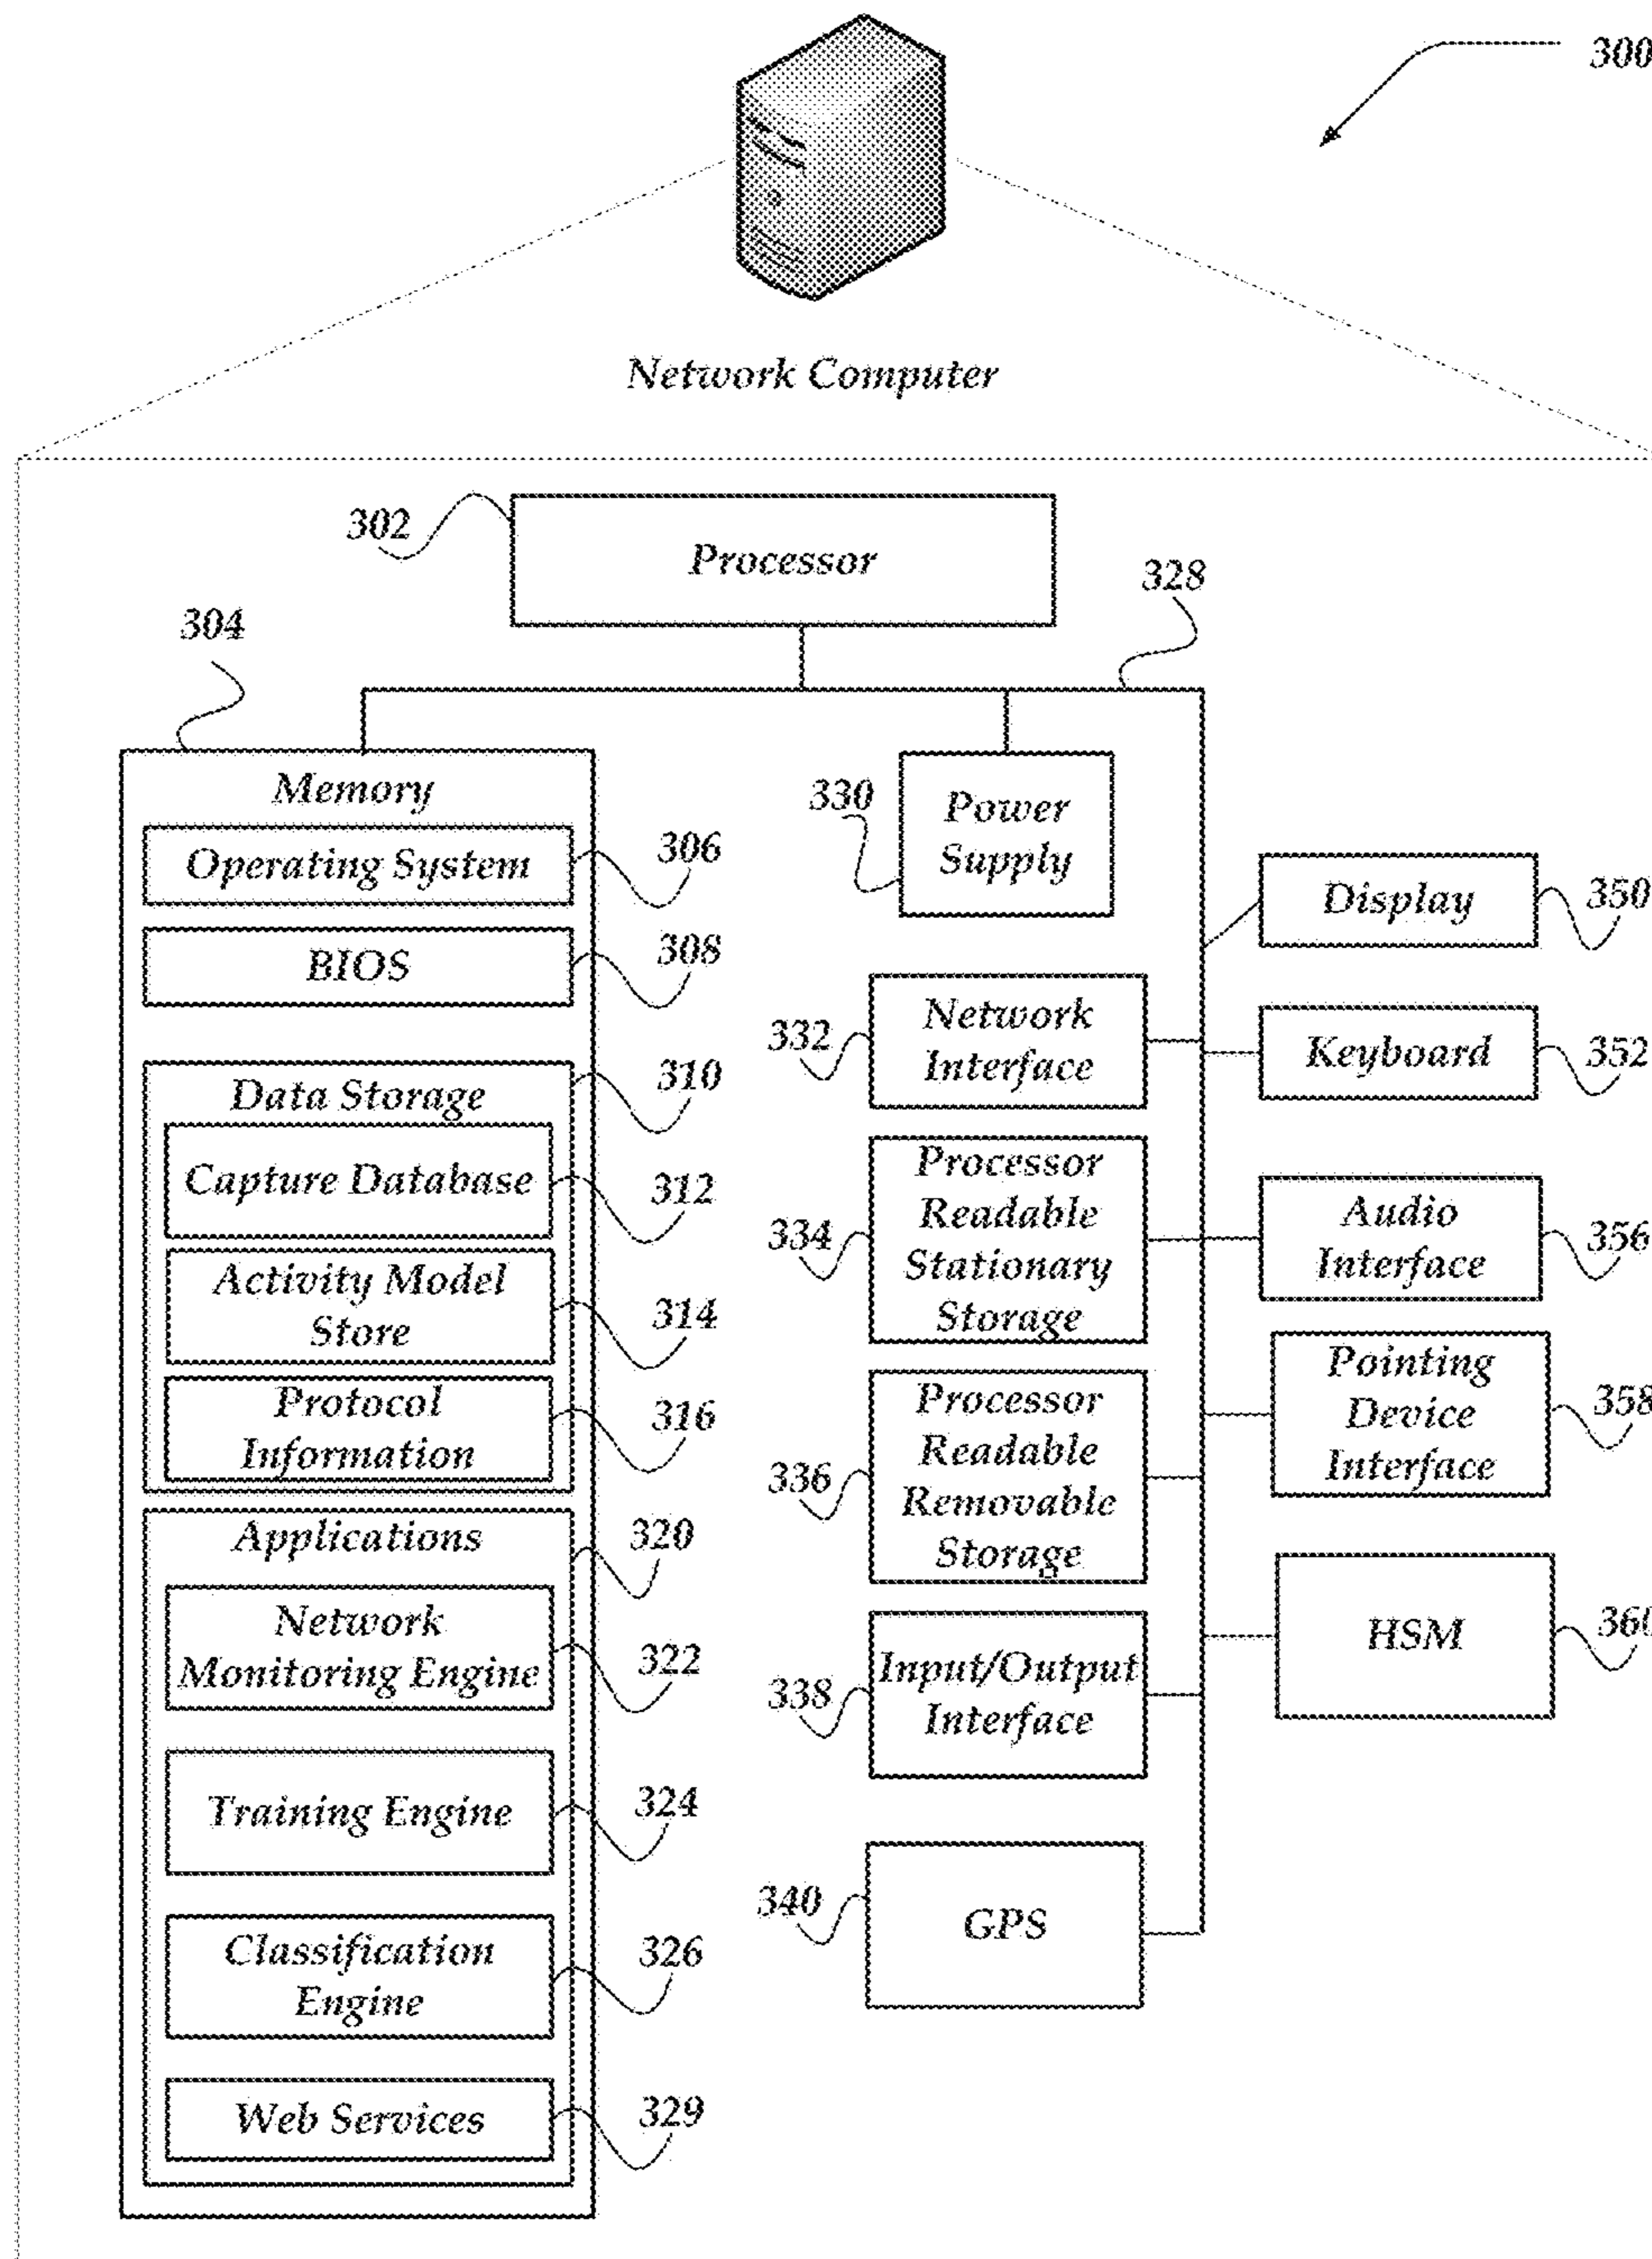 300
Network Computer
302
Processor
328
304
Memory
Operating System
306
BIOS
308
Data Storage
310
Capture Database
312
Activity Model
Store
314
Protocol
Information
316
Applications
320
Network
Monitoring Engine
322
Training Engine
324
Classification
Engine
326
Web Services
329
330
Power
Supply
332
Network
Interface
334
Processor
Readable
Stationary
Storage
336
Processor
Readable
Removable
Storage
338
Input/Output
Interface
340
GPS
Display
350
Keyboard
352
Audio
Interface
356
Pointing
Device
Interface
358
HSM
360